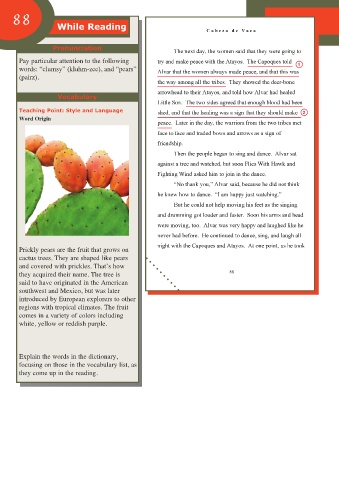 88
While Reading
Pronunciation
Pay particular attention to the following
words: "clumsy" (kluhm-zee), and "pears"
(pairz).
Vocabulary
Teaching Point: Style and Language
Word Origin
Prickly pears are the fruit that grows on
cactus trees. They are shaped like pears
and covered with prickles. That's how
they acquired their name. The tree is
said to have originated in the American
southwest and Mexico, but was later
introduced by European explorers to other
regions with tropical climates. The fruit
comes in a variety of colors including
white, yellow or reddish purple.
Explain the words in the dictionary,
focusing on those in the vocabulary list, as
they come up in the reading.
Cabeza de Vaca
The next day, the women said that they were going to
try and make peace with the Atayos. The Capoques told 1
Alvar that the women always made peace, and that this was
the way among all the tribes. They showed the deer-bone
arrowhead to their Atayos, and told how Alvar had healed
Little Son. The two sides agreed that enough blood had been
shed, and that the healing was a sign that they should make 2
peace. Later in the day, the warriors from the two tribes met
face to face and traded bows and arrows as a sign of
friendship.
Then the people began to sing and dance. Alvar sat
against a tree and watched, but soon Flies With Hawk and
Fighting Wind asked him to join in the dance.
"No thank you," Alvar said, because he did not think
he knew how to dance. "I am happy just watching."
But he could not help moving his feet as the singing
and drumming got louder and faster. Soon his arms and head
were moving, too. Alvar was very happy and laughed like he
never had before. He continued to dance, sing, and laugh all
night with the Capoques and Atayos. At one point, as he took